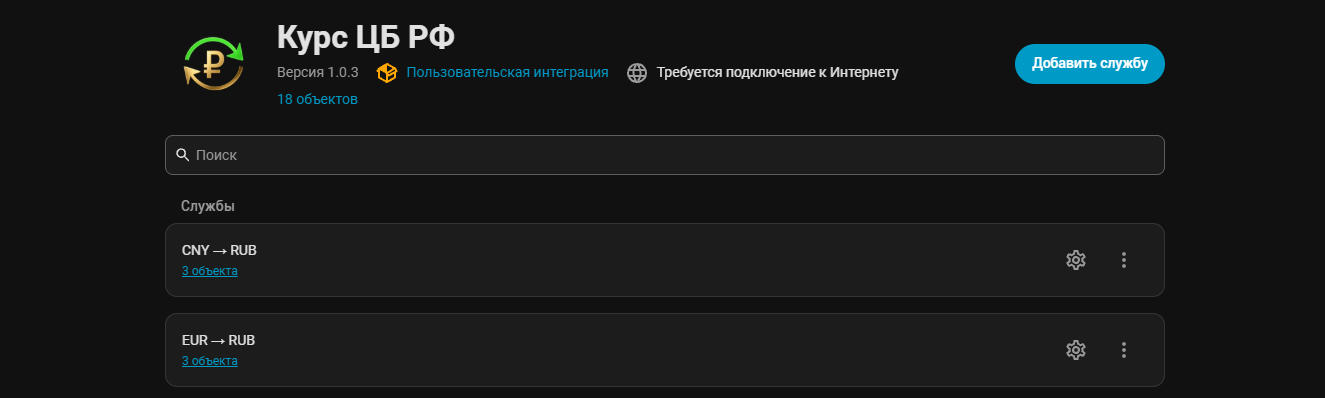 Курс ЦБ РФ
Версия 1.0.3 Пользовательская интеграция Требуется подключение к Интернету
18 объектов
Добавить службу
Поиск
Службы
CNY → RUB
3 объекта
EUR → RUB
3 объекта